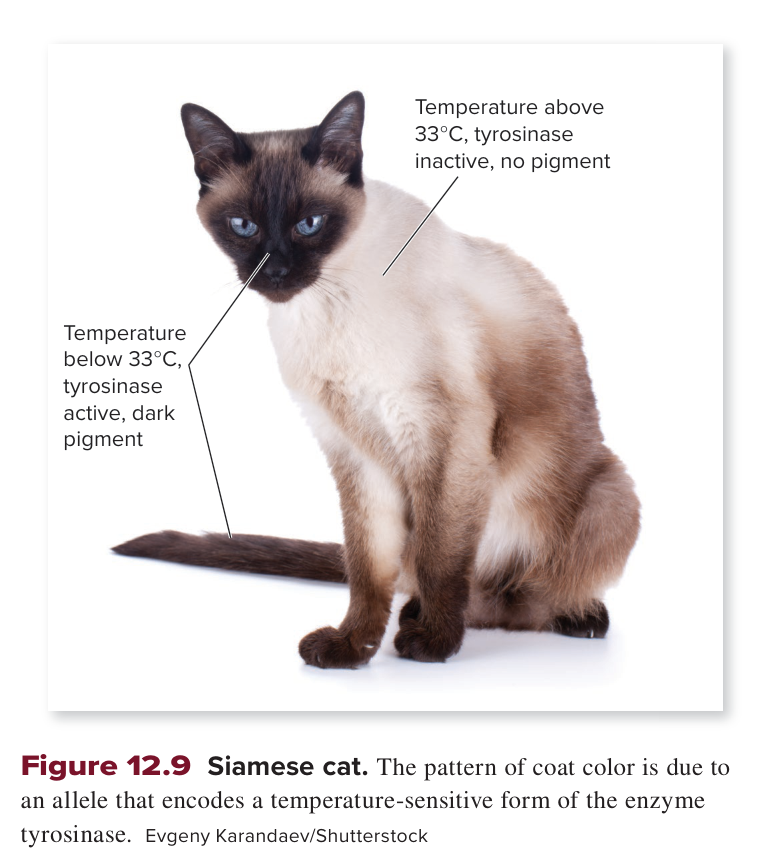 Temperature above
33°C, tyrosinase
inactive, no pigment
Temperature
below 33°C,
tyrosinase
active, dark
pigment
Figure 12.9 Siamese cat. The pattern of coat color is due to
an allele that encodes a temperature-sensitive form of the enzyme
tyrosinase. Evgeny Karandaev/Shutterstock